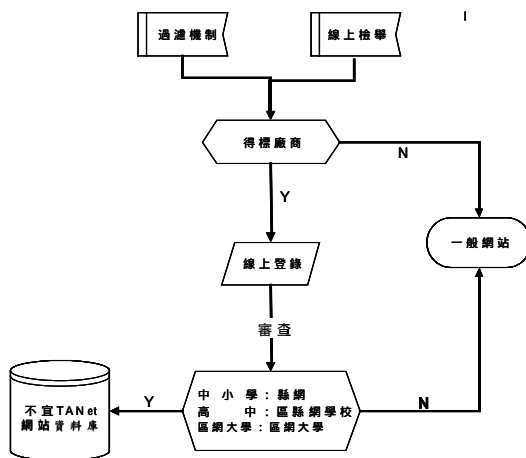 過濾機制
線上檢舉
得標廠商
N
Y
一般網站
線上登錄
審查
中小學：縣網
高中：區縣網學校
區網大學：區網大學
Y
N
不宜TANet
網站資料庫